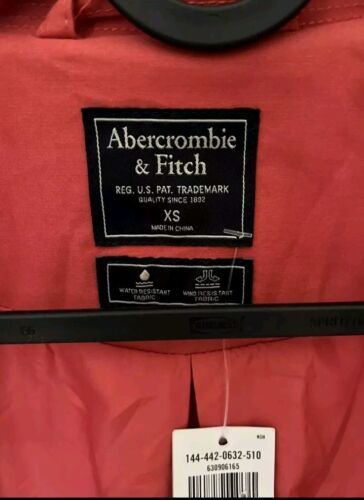 Abercrombie
& Fitch
REG. U.S. PAT. TRADEMARK
QUALITY SINCE 1892
XS
MADE IN CHINA
WATER RESISTANT
FABRIC
WIND RESISTANT
FABRIC
66
144-442-0632-510
630906165